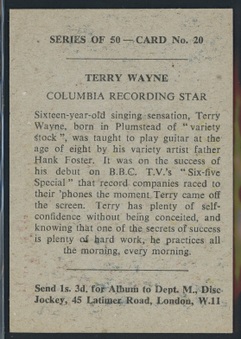 SERIES OF 50 — CARD No. 20
TERRY WAYNE
COLUMBIA RECORDING STAR
Sixteen-year-old singing sensation, Terry
Wayne, born in Plumstead of "variety
stock", was taught to play guitar at the
age of eight by his variety artist father
Hank Foster. It was on the success of
his debut on B.B.C. T.V.'s "Six-five
Special" that record companies raced to
their 'phones the moment Terry came off
the screen. Terry has plenty of self-
confidence without being conceited, and
knowing that one of the secrets of success
is plenty of hard work, he practices all
the morning, every morning.
Send 1s. 3d. for Album to Dept. M., Disc
Jockey, 45 Latimer Road, London, W.11